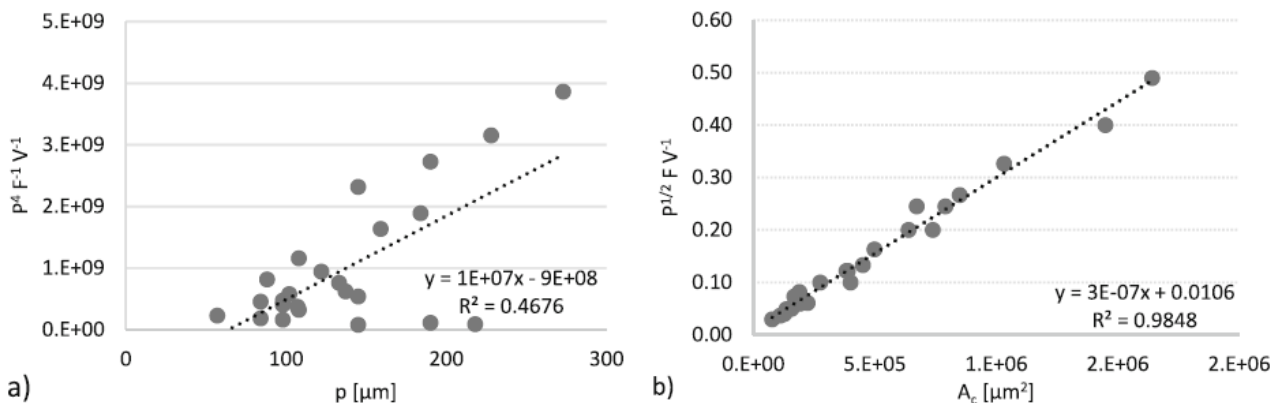 5.E+09
4.E+09
3.E+09
2.E+09
1.E+09
0.E+00
P⁴ F⁻¹ V⁻¹
y = 1E+07x - 9E+08
R² = 0.4676
0 100 200 300
p [µm]
a)
0.60
0.50
0.40
0.30
0.20
0.10
0.00
P¹ᐟ² F V⁻¹
y = 3E-07x + 0.0106
R² = 0.9848
0.E+00 5.E+05 1.E+06 2.E+06 2.E+06
A꜀ [µm²]
b)